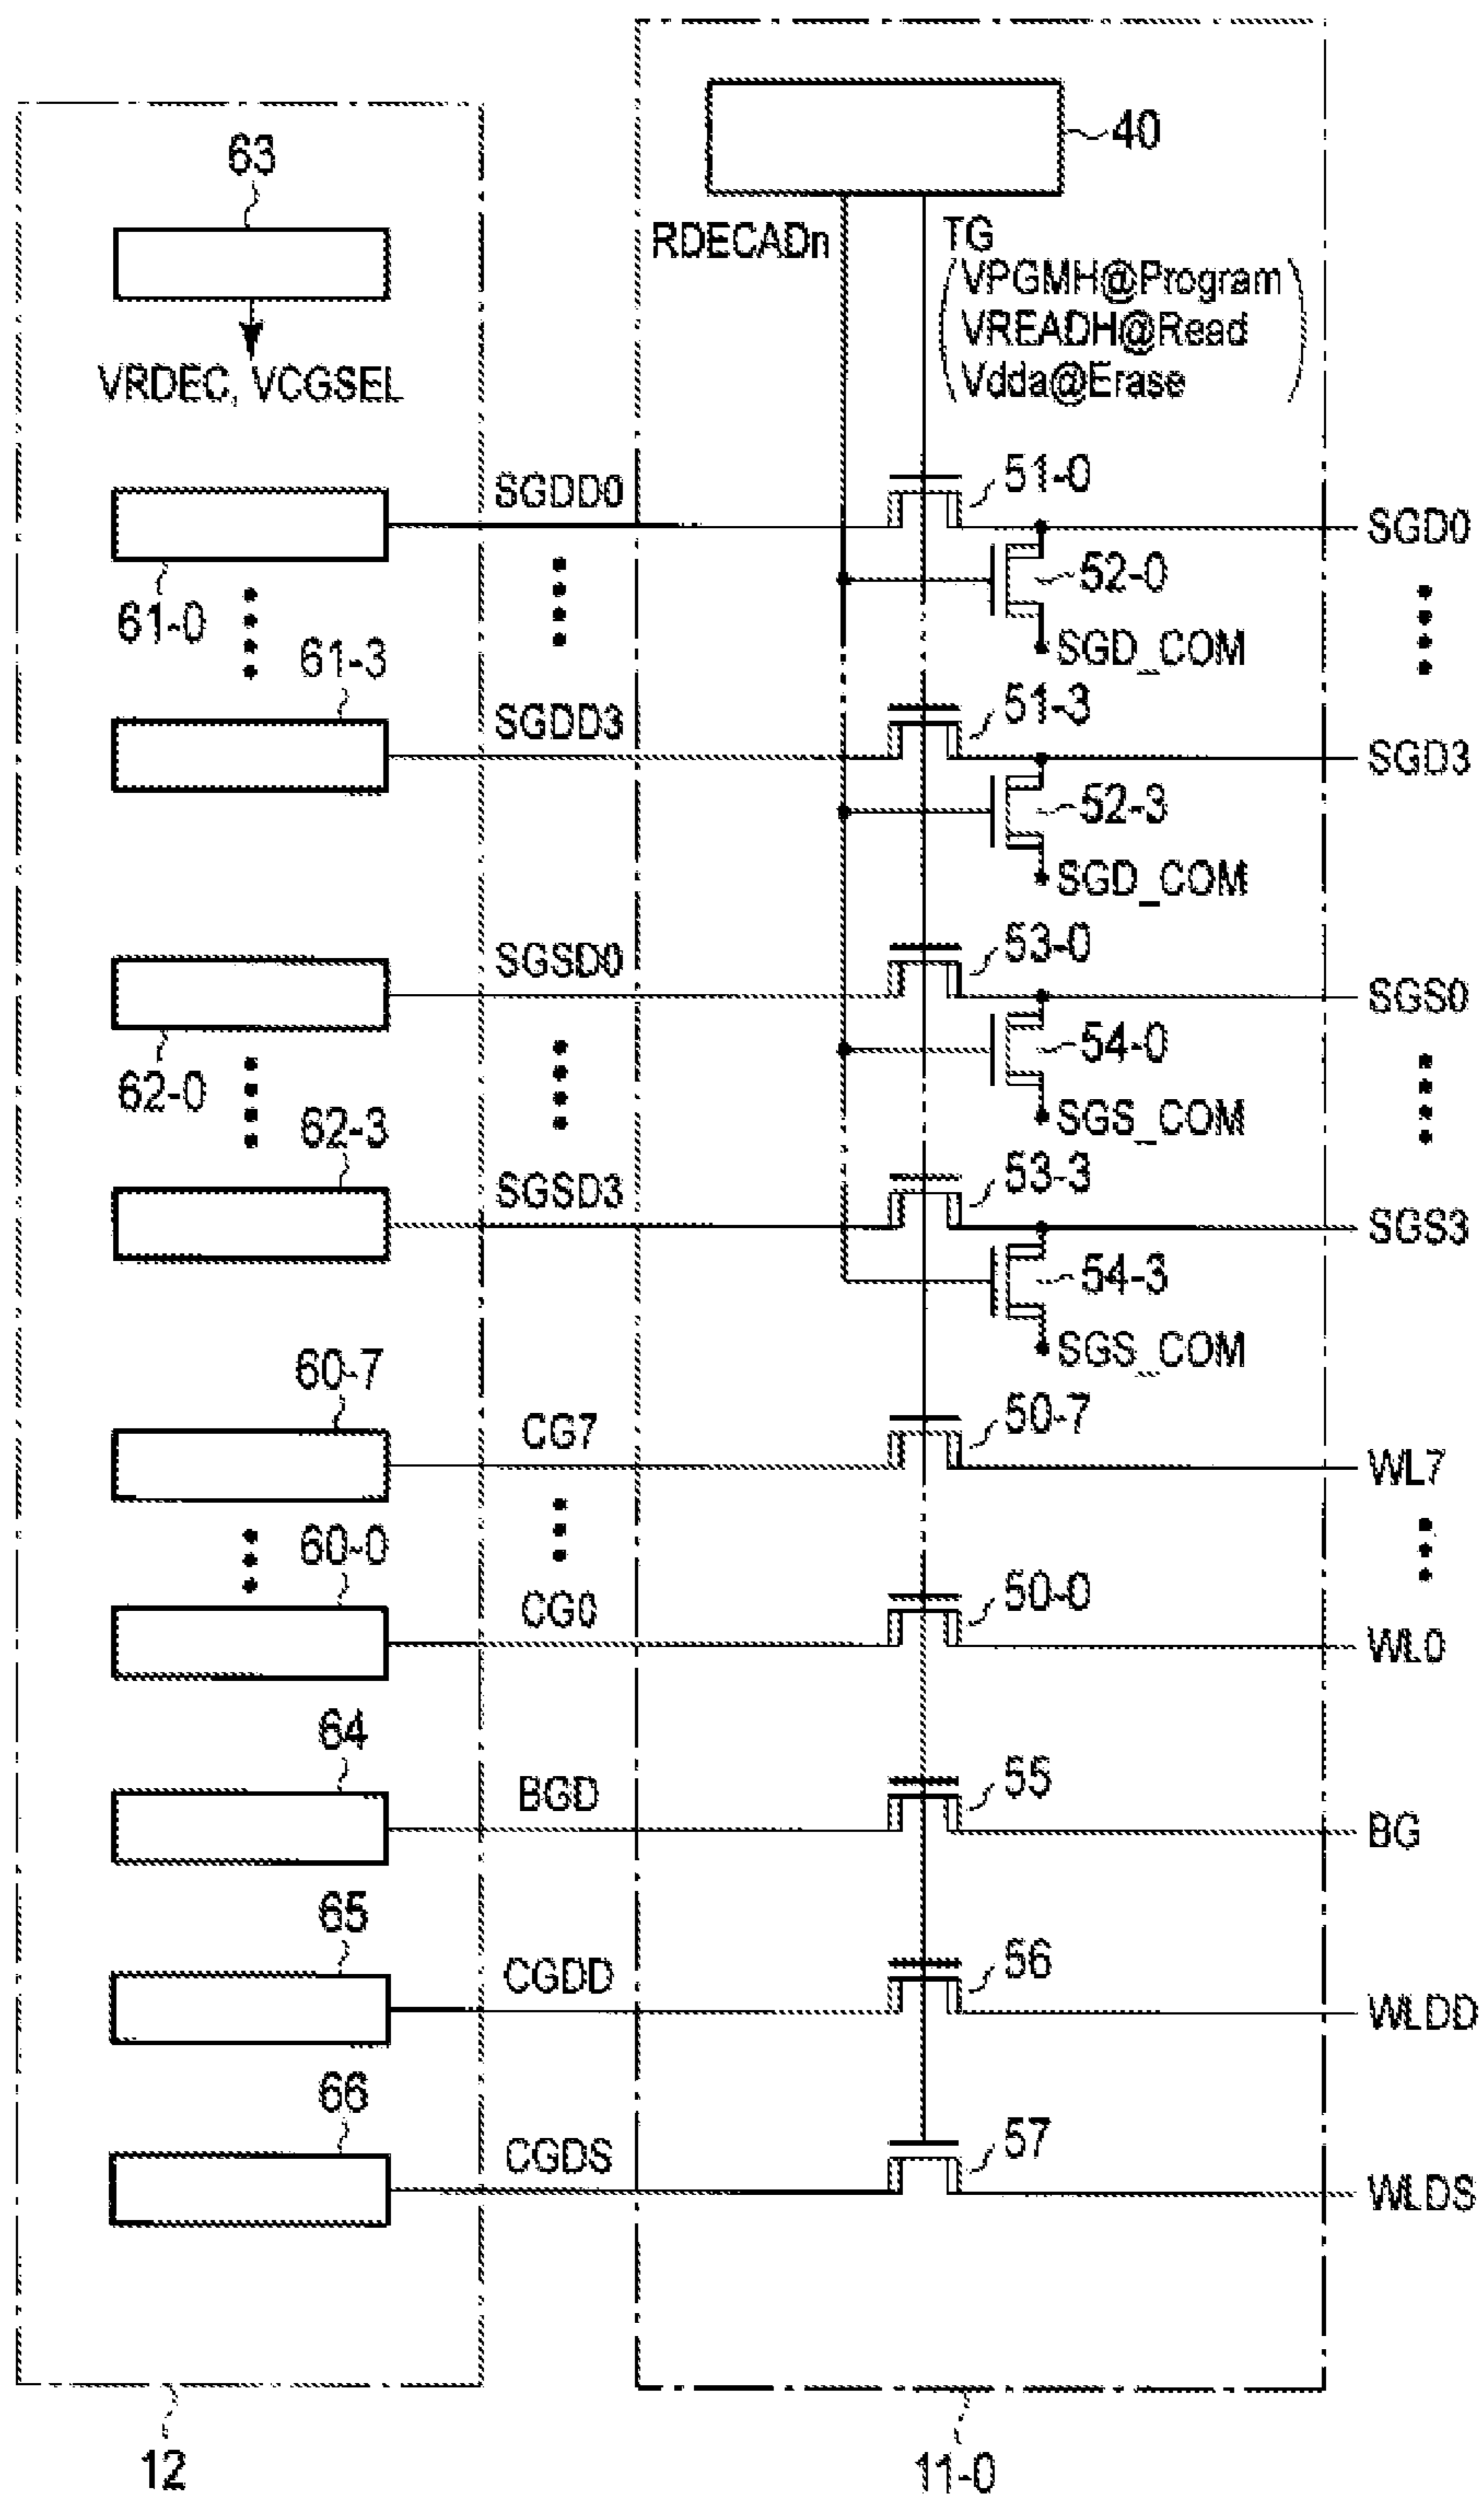 40
63
RDECADn
TG
VPGMH@Program
VREADH@Read
Vdda@Erase
VRDEC, VCGSEL
SGDD0
51-0
SGD0
61-0
52-0
SGD_COM
61-3
SGDD3
51-3
SGD3
52-3
SGD_COM
SGSD0
53-0
SGS0
62-0
54-0
SGS_COM
62-3
SGSD3
53-3
SGS3
54-3
SGS_COM
60-7
CG7
50-7
WL7
60-0
CG0
50-0
WL0
64
BGD
55
BG
65
CGDD
56
WLDD
66
CGDS
57
WLDS
12
11-0